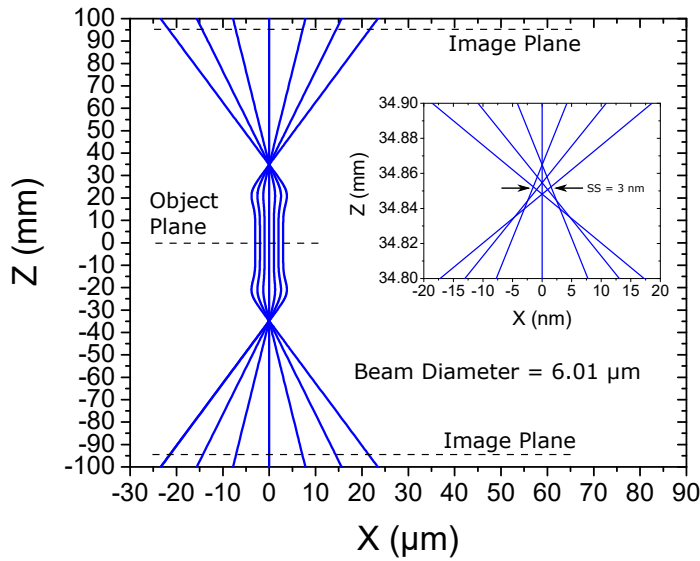 100
90
80
70
60
50
40
30
20
10
0
-10
-20
-30
-40
-50
-60
-70
-80
-90
-100
Z (mm)
-30 -20 -10 0 10 20 30 40 50 60 70 80 90
X (µm)
Image Plane
Object
Plane
34.90
34.88
34.86
34.84
34.82
34.80
Z (mm)
SS = 3 nm
-20 -15 -10 -5 0 5 10 15 20
X (nm)
Beam Diameter = 6.01 µm
Image Plane